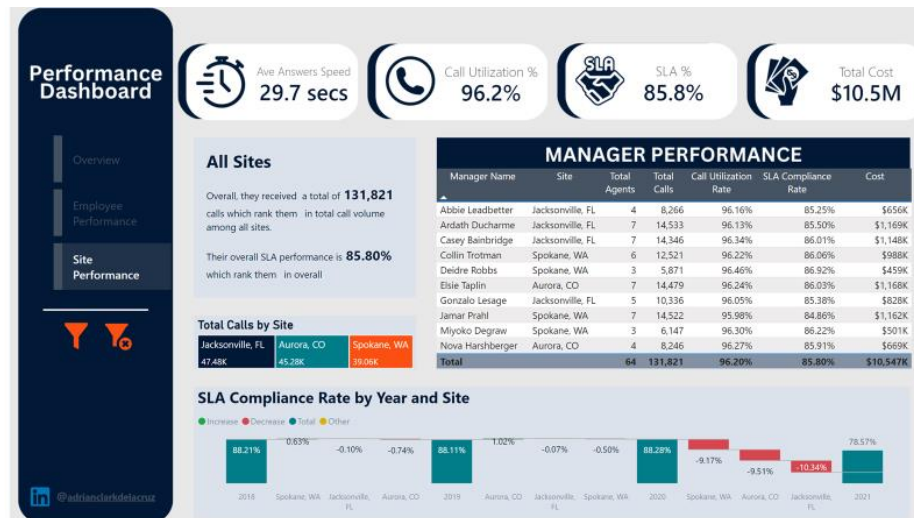 Performance
Dashboard
Overview
Employee
Performance
Site
Performance
@adrianclarkdelacruz
Ave Answers Speed
29.7 secs
Call Utilization %
96.2%
SLA
SLA %
85.8%
Total Cost
$10.5M
All Sites
Overall, they received a total of 131,821
calls which rank them in total call volume
among all sites.
Their overall SLA performance is 85.80%
which rank them in overall
Total Calls by Site
Jacksonville, FL Aurora, CO Spokane, WA
47.48K 45.28K 39.06K
MANAGER PERFORMANCE
Manager Name Site Total Agents Total Calls Call Utilization Rate SLA Compliance Rate Cost
Abbie Leadbetter Jacksonville, FL 4 8,266 96.16% 85.25% $656K
Ardath Ducharme Jacksonville, FL 7 14,533 96.13% 85.50% $1,169K
Casey Bainbridge Jacksonville, FL 7 14,346 96.34% 86.01% $1,148K
Collin Trotman Spokane, WA 6 12,521 96.22% 86.06% $988K
Deidre Robbs Spokane, WA 3 5,871 96.46% 86.92% $459K
Elsie Taplin Aurora, CO 7 14,479 96.24% 86.03% $1,168K
Gonzalo Lesage Jacksonville, FL 5 10,336 96.05% 85.38% $828K
Jamar Prahl Spokane, WA 7 14,522 95.98% 84.86% $1,162K
Miyoko Degraw Spokane, WA 3 6,147 96.30% 86.22% $501K
Nova Harshberger Aurora, CO 4 8,246 96.27% 85.91% $669K
Total 64 131,821 96.20% 85.80% $10,547K
SLA Compliance Rate by Year and Site
Increase Decrease Total Other
88.21% 0.63% -0.10% -0.74% 88.11% 1.02% -0.07% -0.50% 88.28% -9.17% -9.51% -10.34% 78.57%
2018 Spokane, WA Jacksonville, FL Aurora, CO 2019 Aurora, CO Jacksonville, FL Spokane, WA 2020 Spokane, WA Aurora, CO Jacksonville, FL 2021